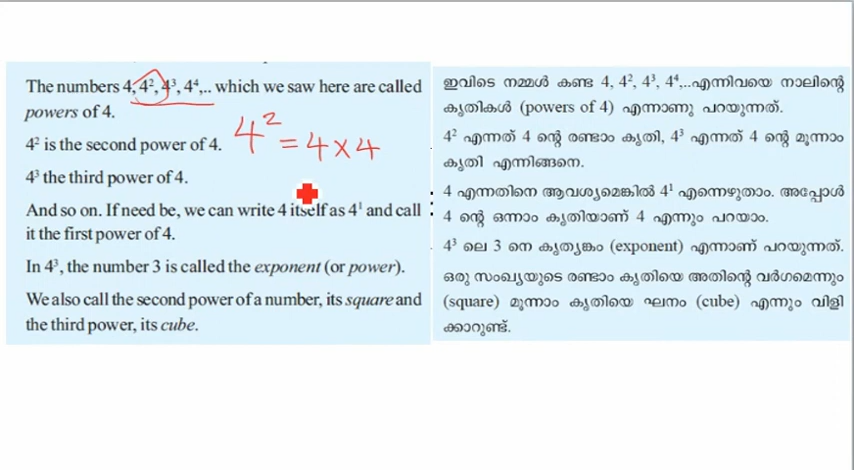 The numbers 4, 4², 4³, 4⁴,.. which we saw here are called
powers of 4.
4² is the second power of 4.
4² = 4 × 4
4³ the third power of 4.
And so on. If need be, we can write 4 itself as 4¹ and call
it the first power of 4.
In 4³, the number 3 is called the exponent (or power).
We also call the second power of a number, its square and
the third power, its cube.
ഇവിടെ നമ്മൾ കണ്ട 4, 4², 4³, 4⁴,..എന്നിവയെ നാലിന്റെ
കൃതികൾ (powers of 4) എന്നാണു പറയുന്നത്.
4² എന്നത് 4 ന്റെ രണ്ടാം കൃതി, 4³ എന്നത് 4 ന്റെ മൂന്നാം
കൃതി എന്നിങ്ങനെ.
4 എന്നതിനെ ആവശ്യമെങ്കിൽ 4¹ എന്നെഴുതാം. അപ്പോൾ
4 ന്റെ ഒന്നാം കൃതിയാണ് 4 എന്നും പറയാം.
4³ ലെ 3 നെ കൃത്യങ്കം (exponent) എന്നാണ് പറയുന്നത്.
ഒരു സംഖ്യയുടെ രണ്ടാം കൃതിയെ അതിന്റെ വർഗമെന്നും
(square) മൂന്നാം കൃതിയെ ഘനം (cube) എന്നും വിളി
ക്കാറുണ്ട്.